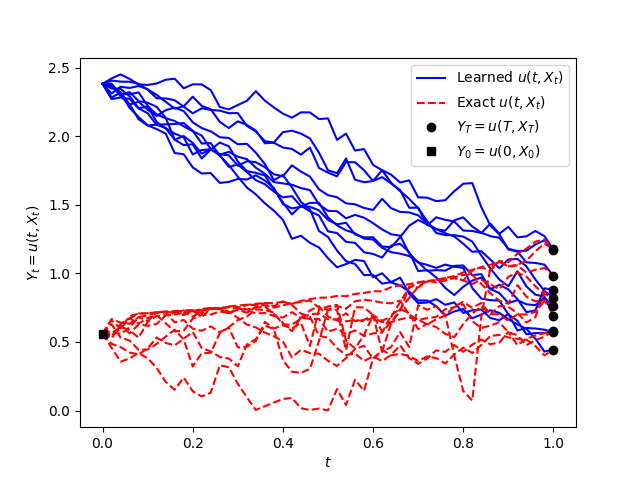 2.5
2.0
1.5
1.0
0.5
0.0
Y_t = u(t, X_t)
Learned u(t, X_t)
Exact u(t, X_t)
Y_T = u(T, X_T)
Y_0 = u(0, X_0)
0.0 0.2 0.4 0.6 0.8 1.0
t